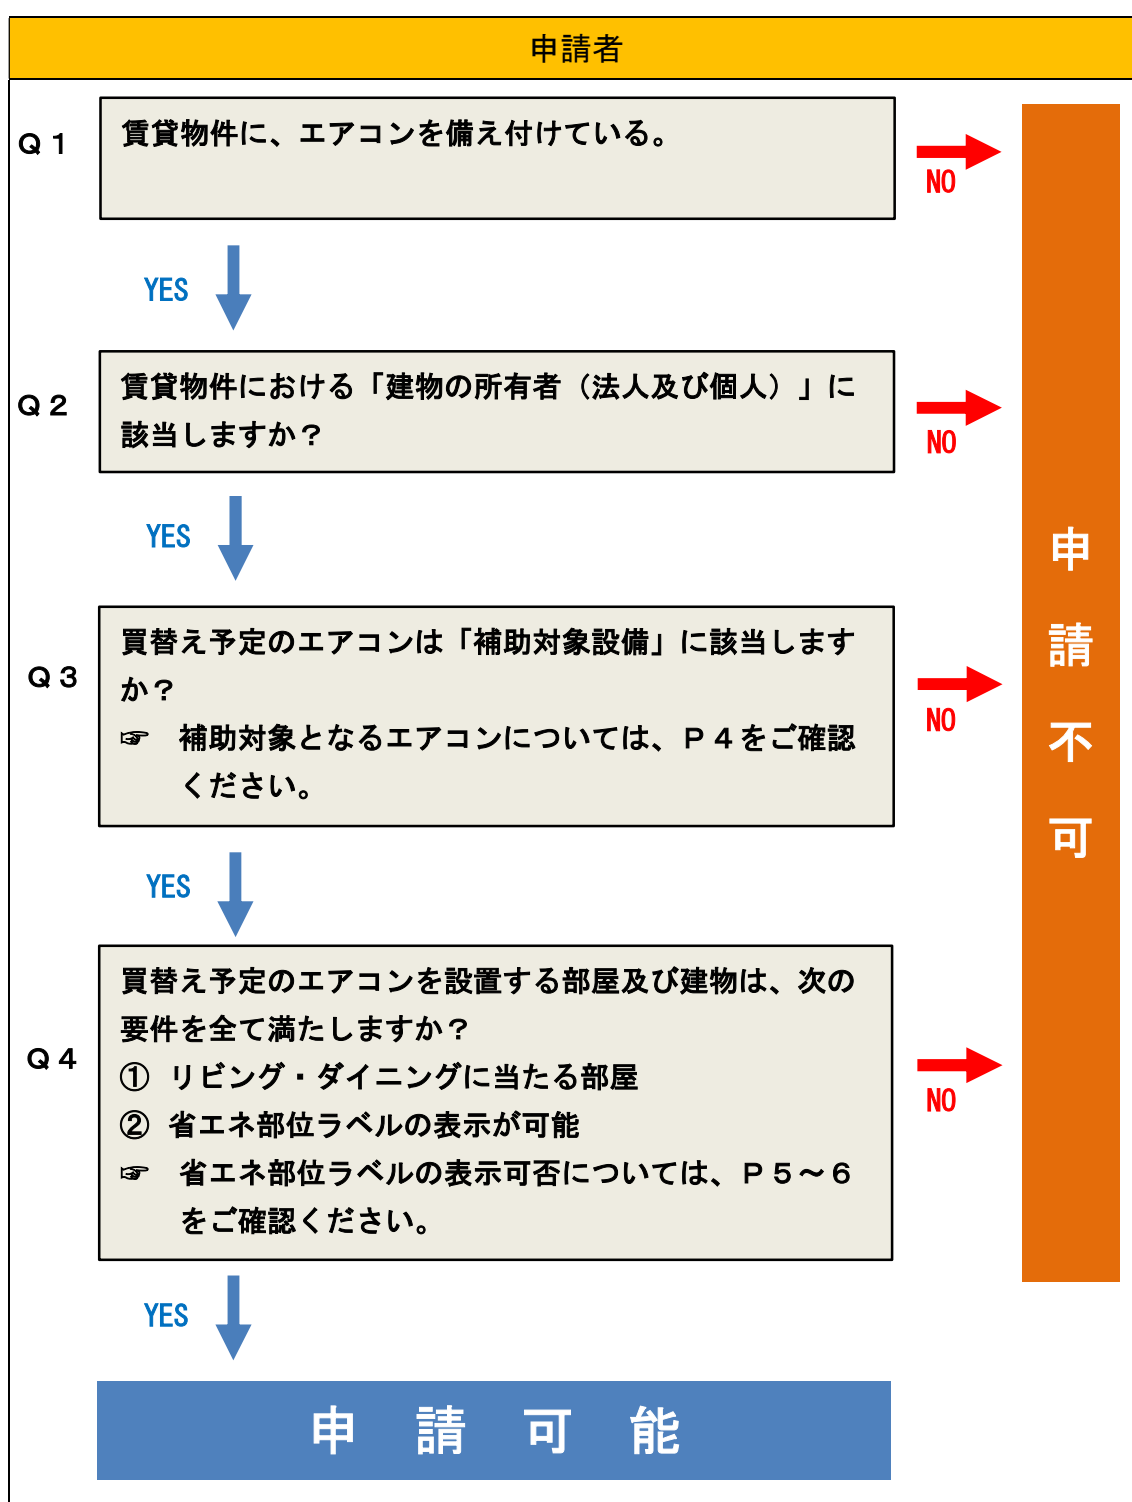 申請者
Ｑ１
賃貸物件に、エアコンを備え付けている。
NO
YES
Ｑ２
賃貸物件における「建物の所有者（法人及び個人）」に
該当しますか？
NO
YES
Ｑ３
買替え予定のエアコンは「補助対象設備」に該当します
か？
☞　補助対象となるエアコンについては、Ｐ４をご確認
ください。
NO
YES
Ｑ４
買替え予定のエアコンを設置する部屋及び建物は、次の
要件を全て満たしますか？
① リビング・ダイニングに当たる部屋
② 省エネ部位ラベルの表示が可能
☞　省エネ部位ラベルの表示可否については、Ｐ５～６
をご確認ください。
NO
YES
申請不可
申請可能